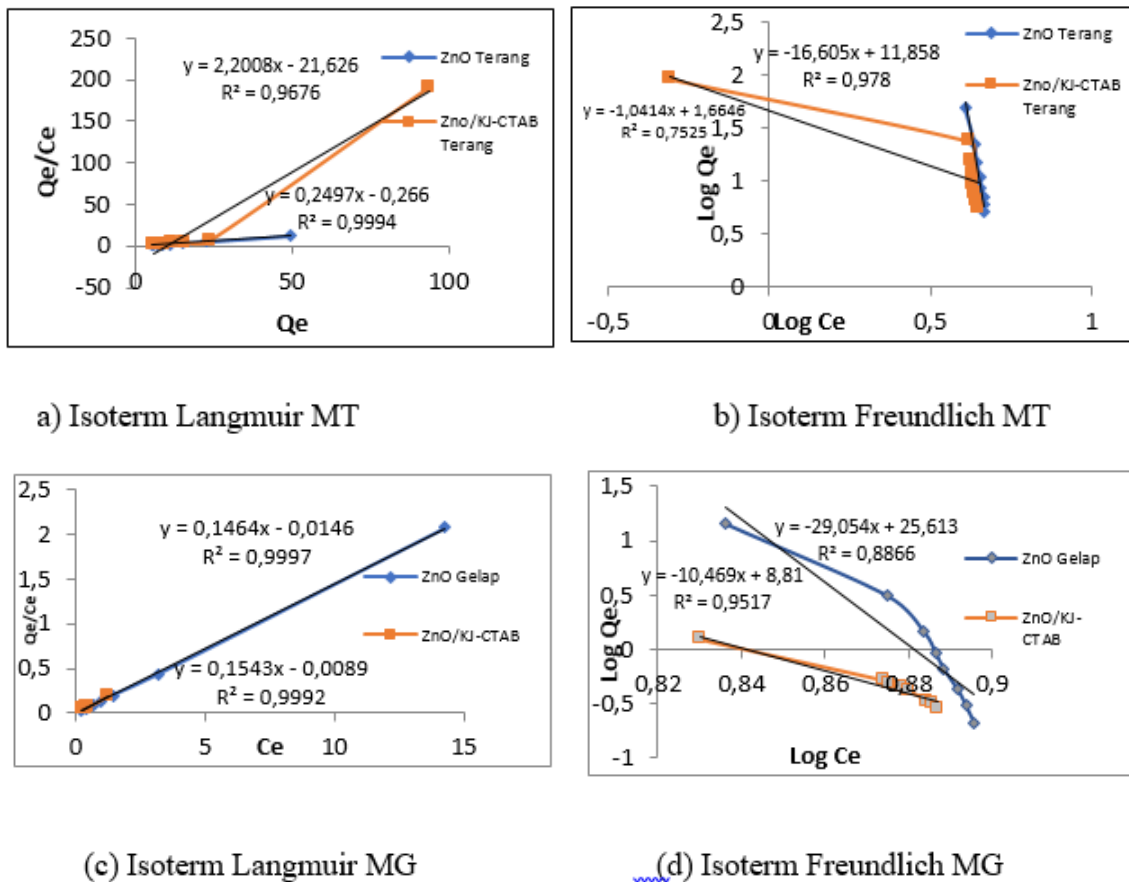 250
200
150
100
50
0
-50
0
50
100
Qe/Ce
Qe
y = 2,2008x - 21,626
R² = 0,9676
y = 0,2497x - 0,266
R² = 0,9994
ZnO Terang
Zno/KJ-CTAB
Terang
2,5
2
1,5
1
0,5
0
-0,5
0
0,5
1
Log Qe
Log Ce
y = -16,605x + 11,858
R² = 0,978
y = -1,0414x + 1,6646
R² = 0,7525
ZnO Terang
Zno/KJ-CTAB
Terang
a) Isoterm Langmuir MT
b) Isoterm Freundlich MT
2,5
2
1,5
1
0,5
0
0
5
10
15
Qe/Ce
Ce
y = 0,1464x - 0,0146
R² = 0,9997
y = 0,1543x - 0,0089
R² = 0,9992
ZnO Gelap
ZnO/KJ-CTAB
1,5
1
0,5
0
-0,5
-1
0,82
0,84
0,86
0,88
0,9
Log Qe
Log Ce
y = -29,054x + 25,613
R² = 0,8866
y = -10,469x + 8,81
R² = 0,9517
ZnO Gelap
ZnO/KJ-
CTAB
(c) Isoterm Langmuir MG
(d) Isoterm Freundlich MG